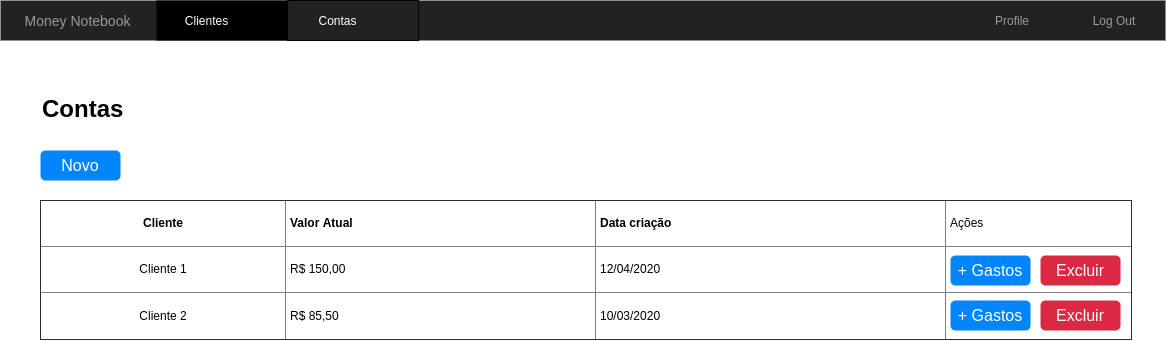 Money Notebook Clientes Contas Profile Log Out
Contas
Novo
Cliente Valor Atual Data criação Ações
Cliente 1 R$ 150,00 12/04/2020 + Gastos Excluir
Cliente 2 R$ 85,50 10/03/2020 + Gastos Excluir